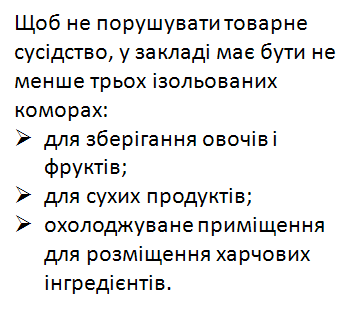 Щоб не порушувати товарне
сусідство, у закладі має бути не
менше трьох ізольованих
коморах:
➢ для зберігання овочів і
фруктів;
➢ для сухих продуктів;
➢ охолоджуване приміщення
для розміщення харчових
інгредієнтів.